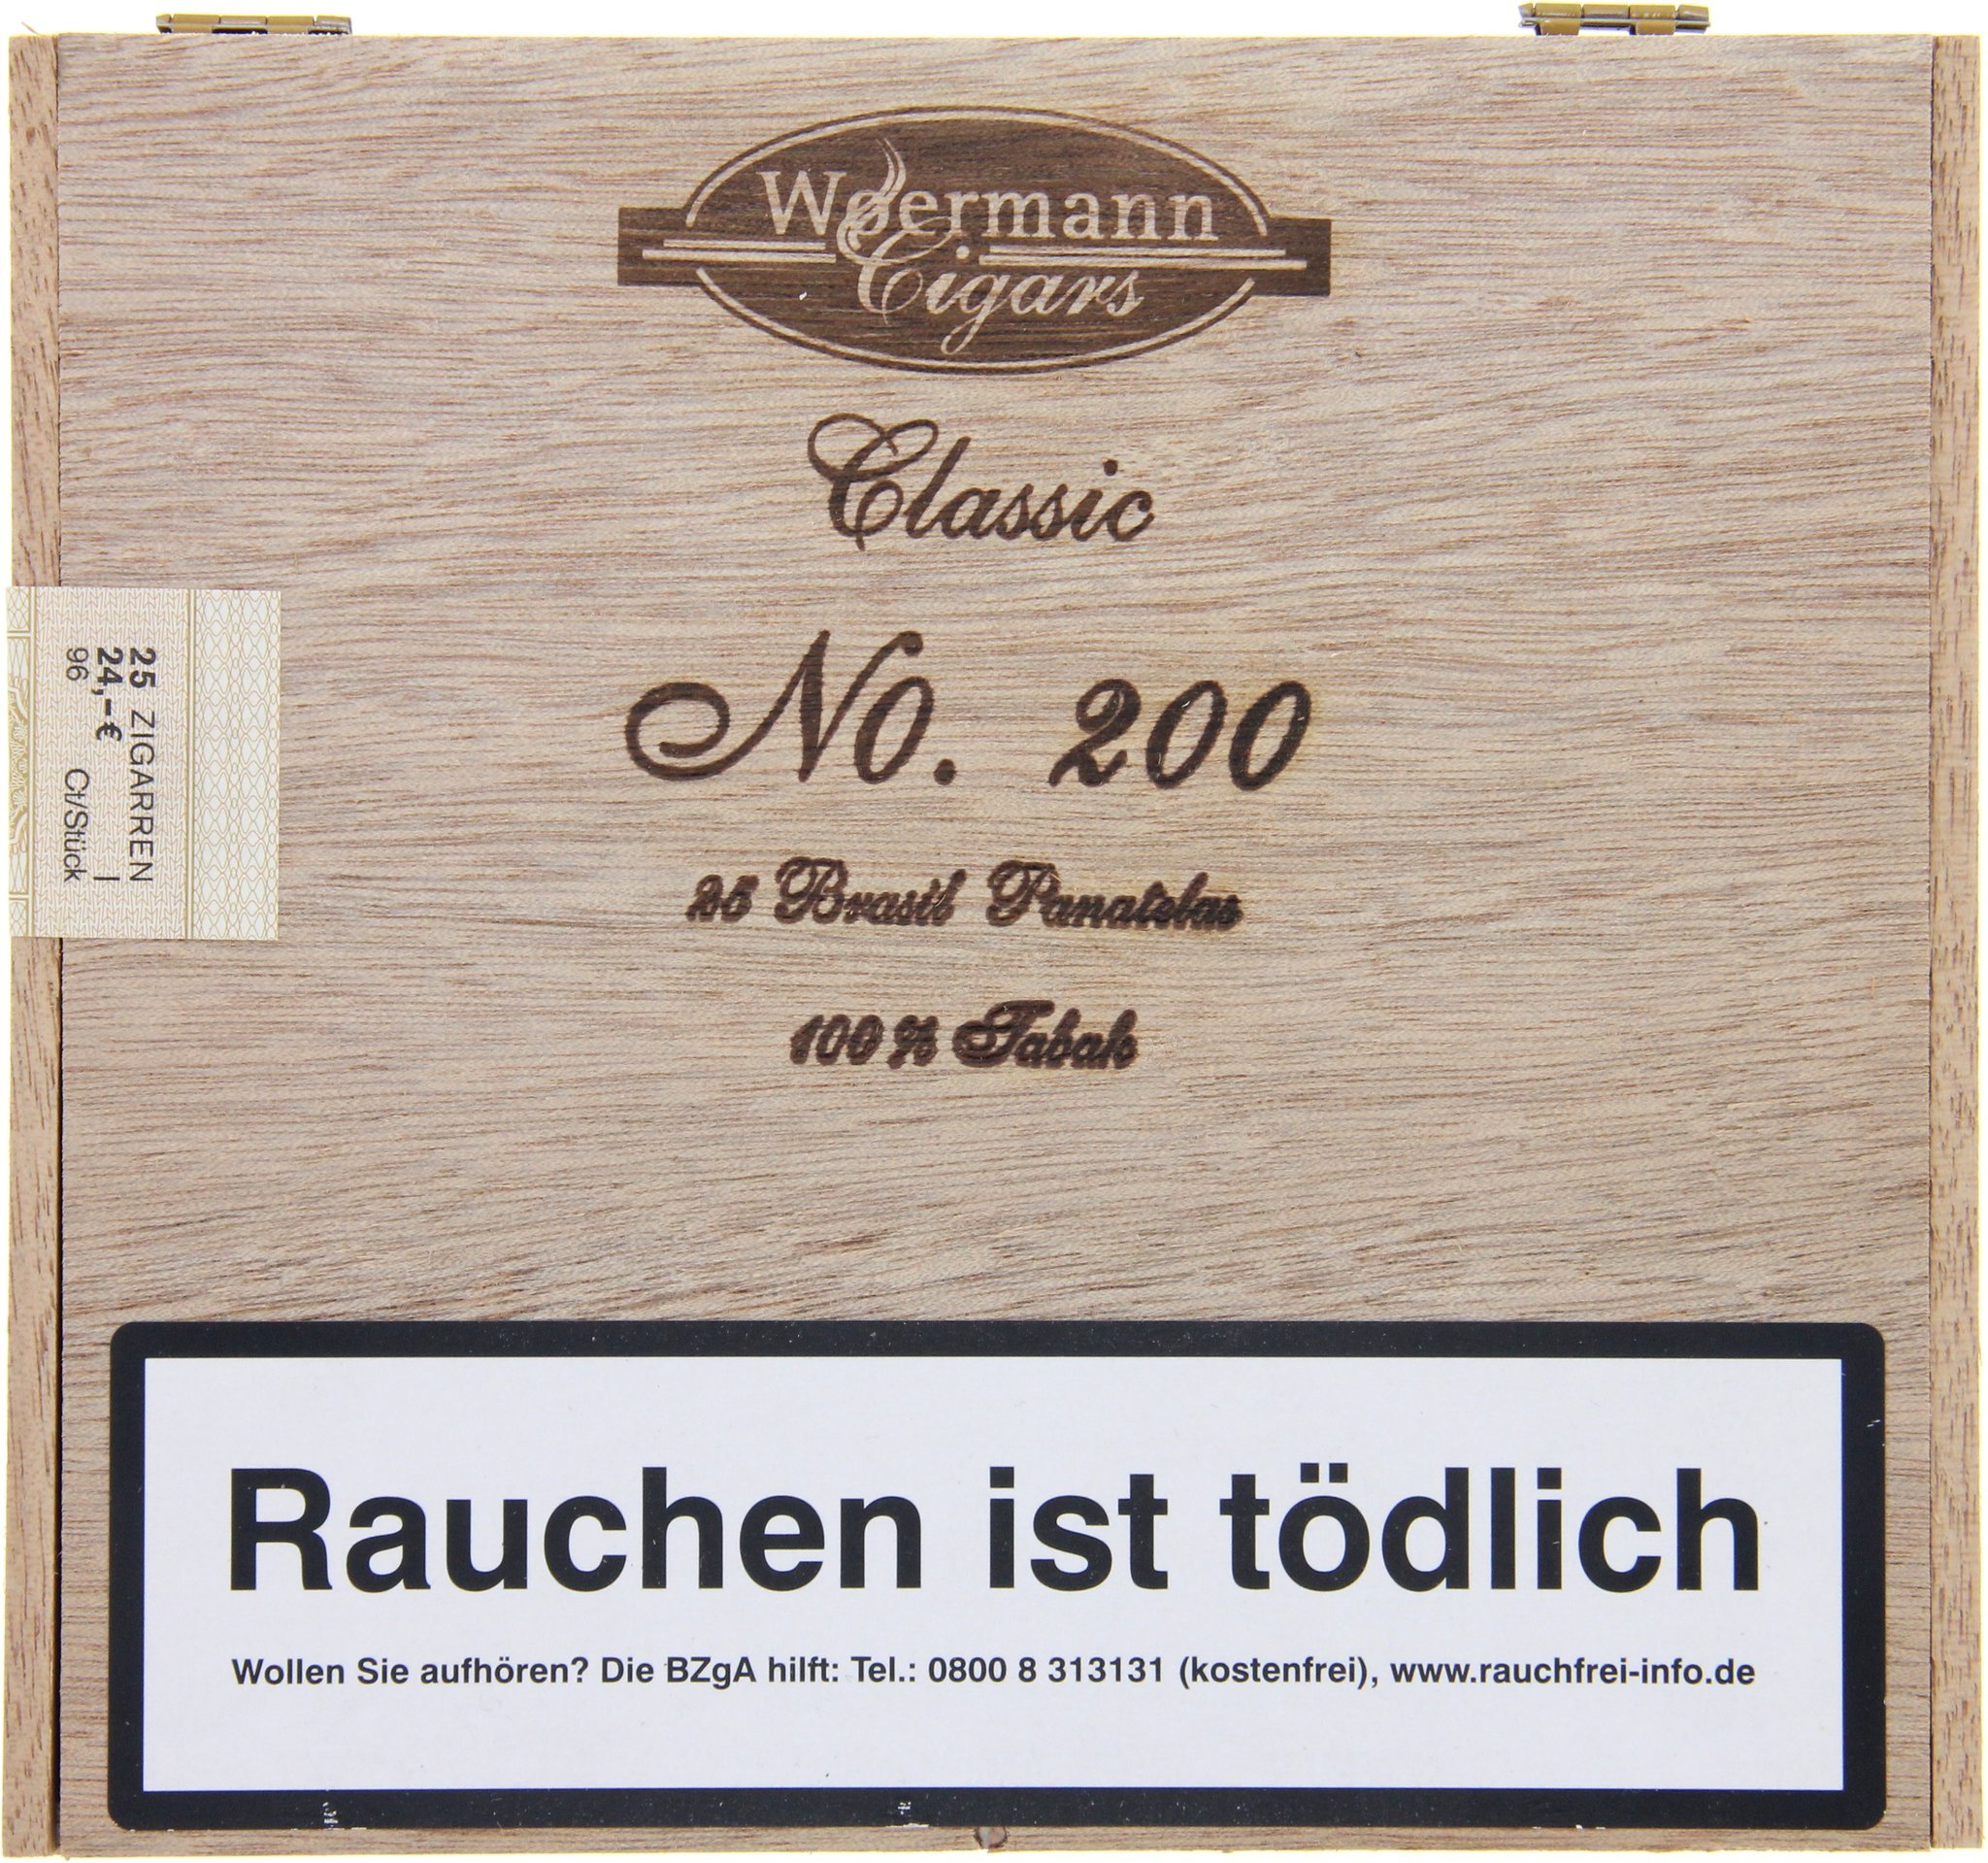 Woermann
Cigars
Classic
No. 200
25 ZIGARREN
24,-€ I
96 Ct/Stück
25 Brasil Panatelas
100 % Tabak
Rauchen ist tödlich
Wollen Sie aufhören? Die BZgA hilft: Tel.: 0800 8 313131 (kostenfrei), www.rauchfrei-info.de